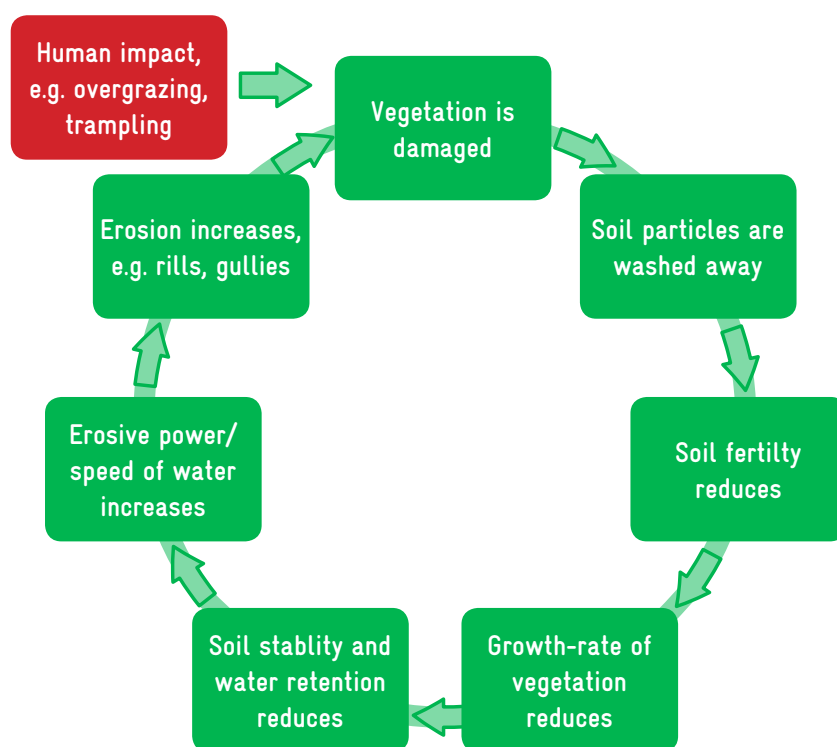 Human impact,
e.g. overgrazing,
trampling
Vegetation is
damaged
Soil particles are
washed away
Soil fertilty
reduces
Growth-rate of
vegetation
reduces
Soil stablity and
water retention
reduces
Erosive power/
speed of water
increases
Erosion increases,
e.g. rills, gullies